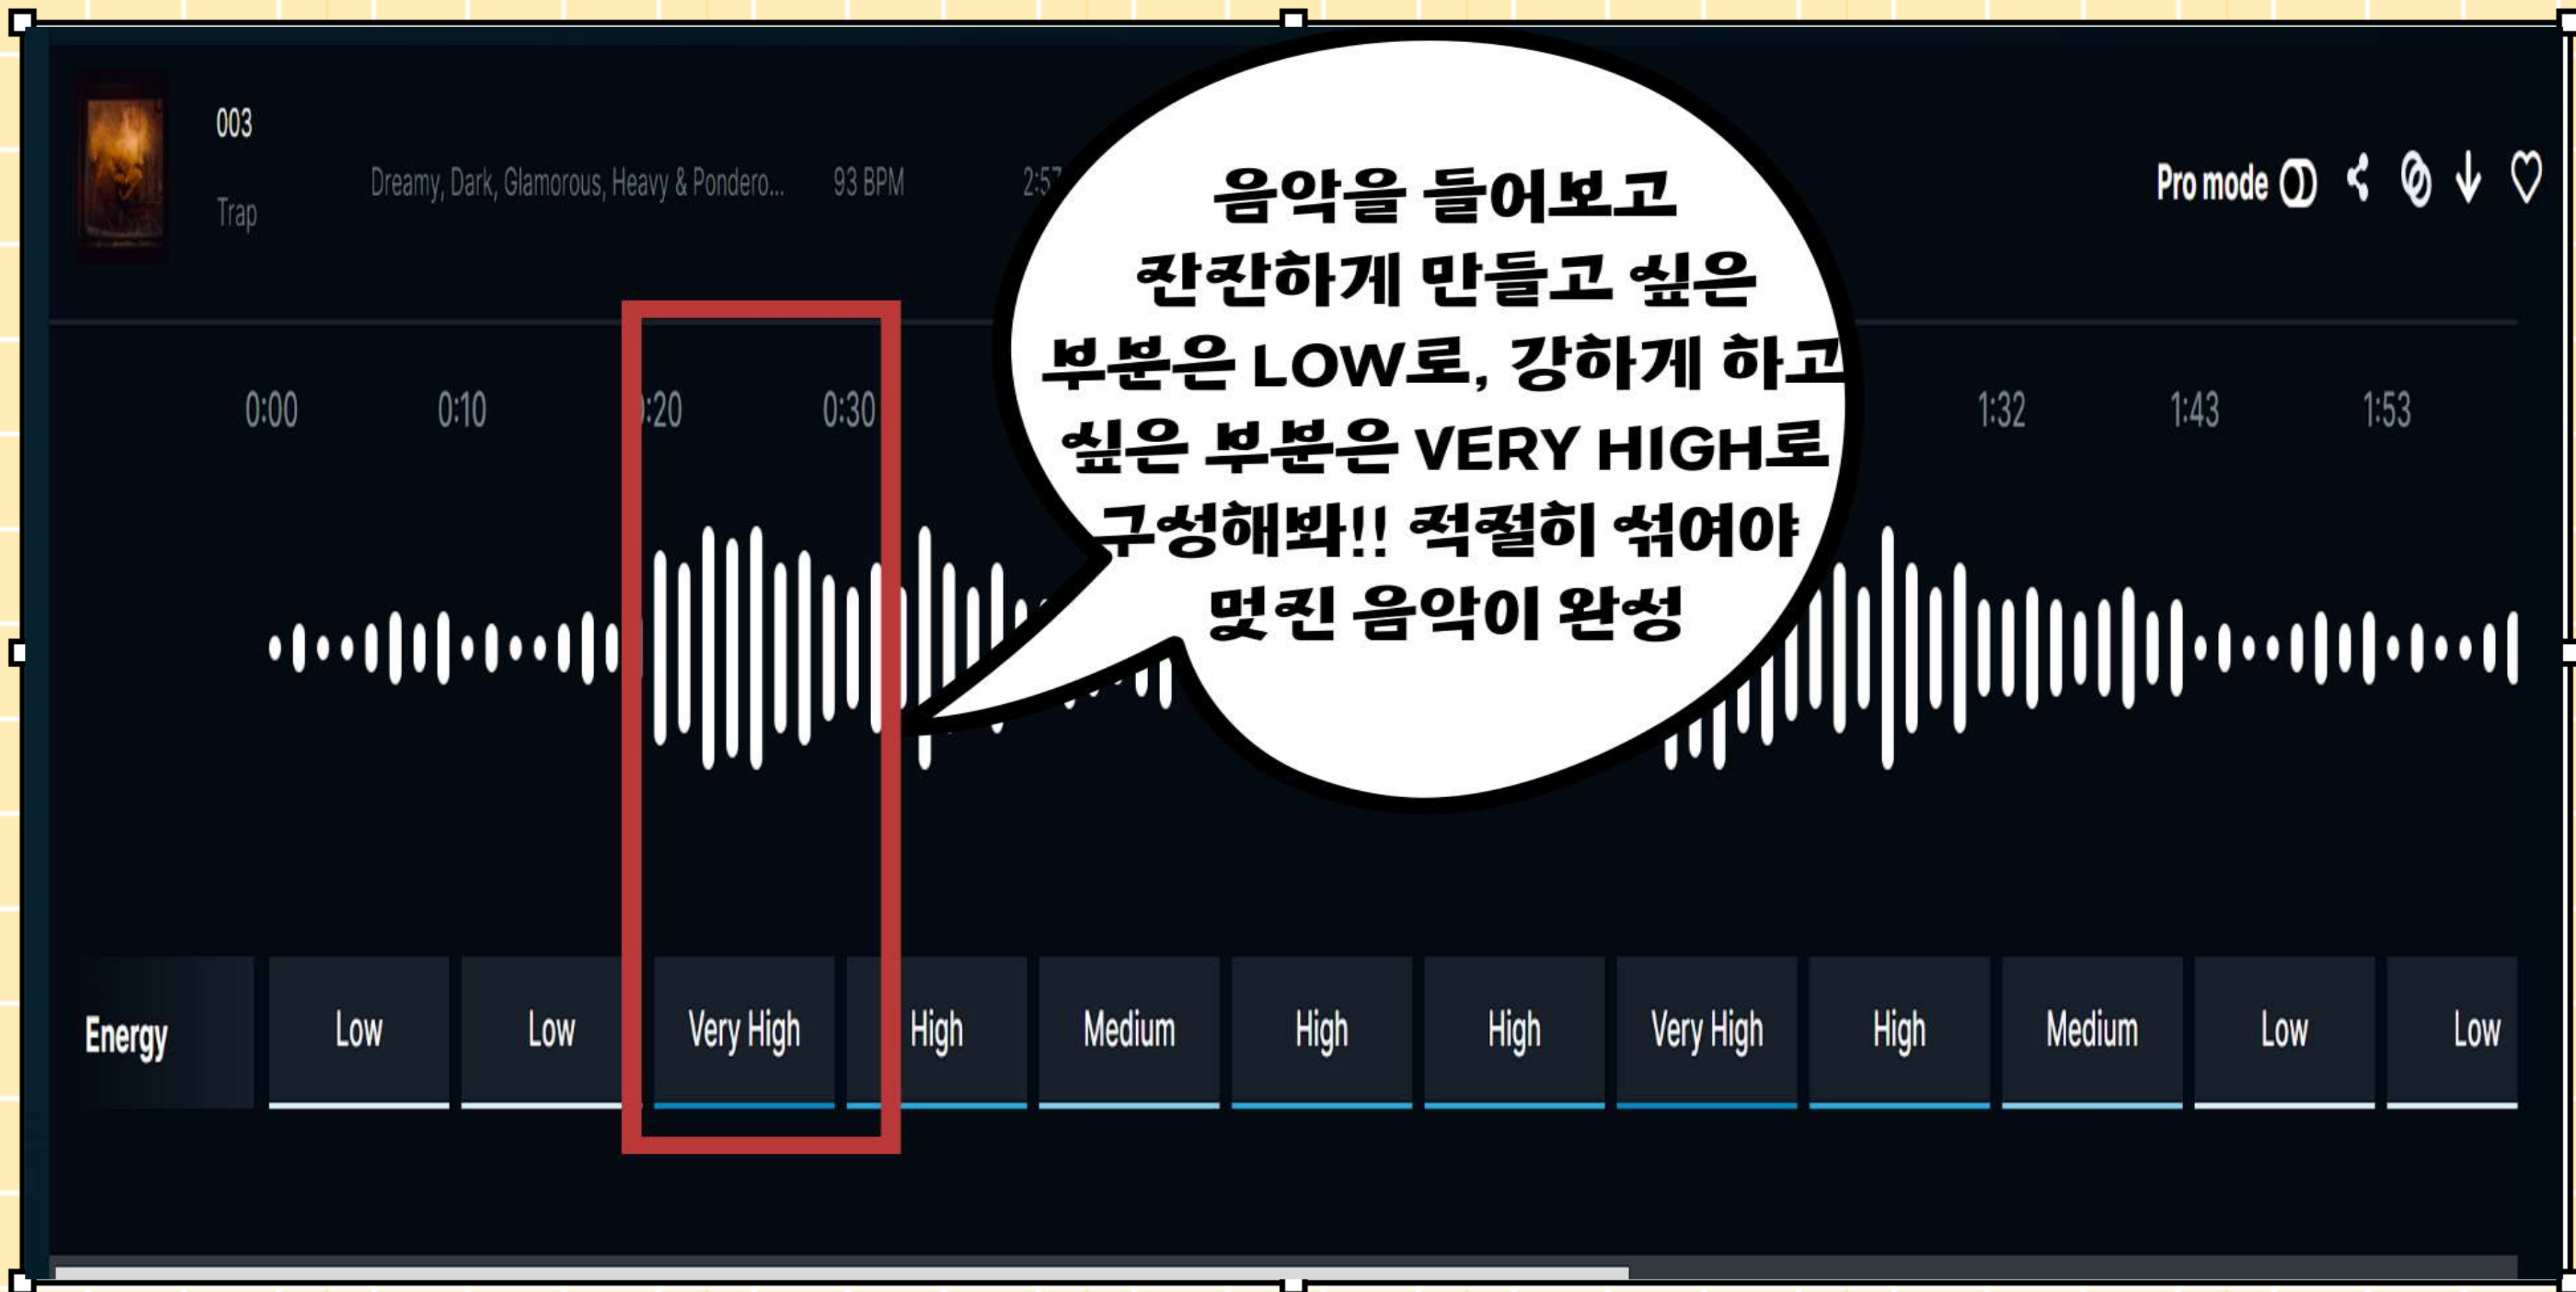 003
Trap
Dreamy, Dark, Glamorous, Heavy & Pondero... 93 BPM 2:57
Pro mode
음악을 들어보고
잔잔하게 만들고 싶은
부분은 LOW로, 강하게 하고
싶은 부분은 VERY HIGH로
구성해봐!! 적절히 섞여야
멋진 음악이 완성
0:00 0:10 0:20 0:30 1:32 1:43 1:53
Energy Low Low Very High High Medium High High Very High High Medium Low Low